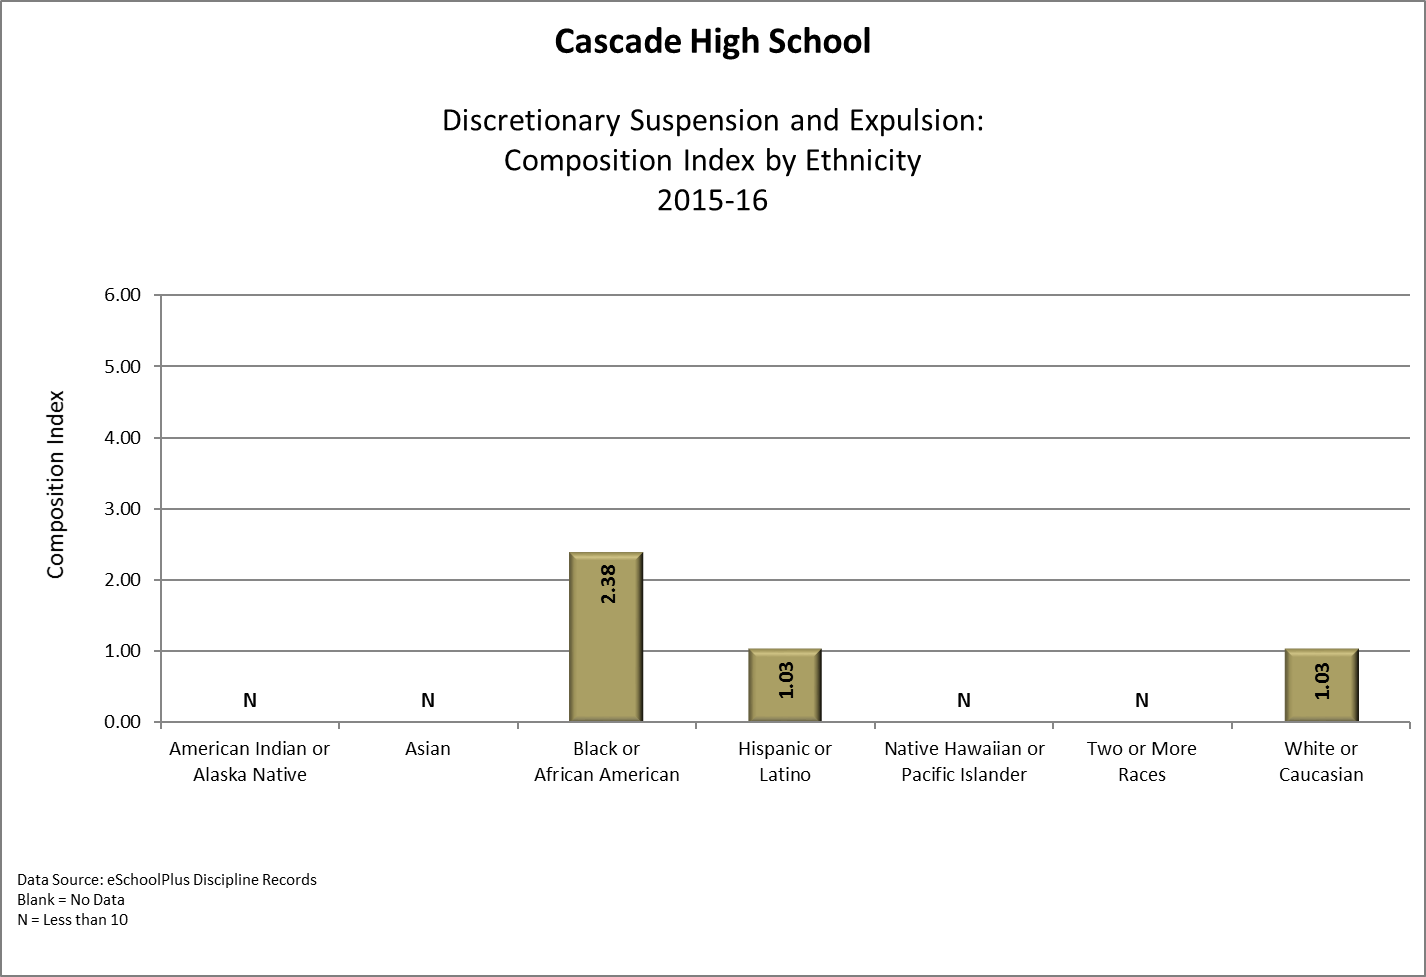 Cascade High School
Discretionary Suspension and Expulsion:
Composition Index by Ethnicity
2015-16
Composition Index
6.00
5.00
4.00
3.00
2.00
1.00
0.00
N
N
2.38
1.03
N
N
1.03
American Indian or
Alaska Native
Asian
Black or
African American
Hispanic or
Latino
Native Hawaiian or
Pacific Islander
Two or More
Races
White or
Caucasian
Data Source: eSchoolPlus Discipline Records
Blank = No Data
N = Less than 10